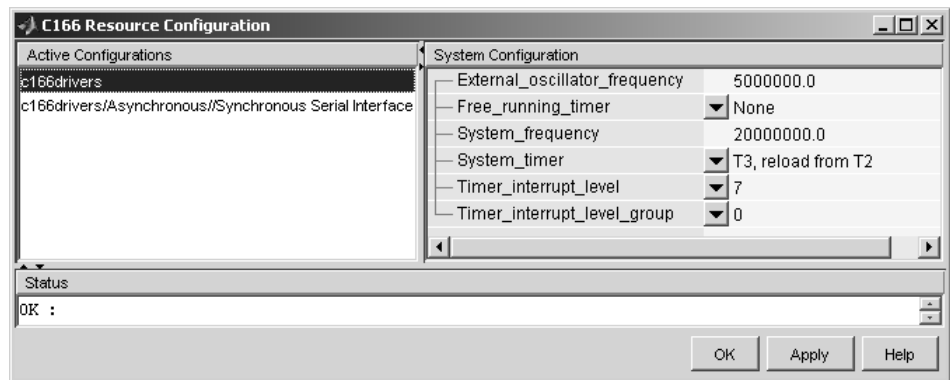 C166 Resource Configuration
Active Configurations
c166drivers
c166drivers/Asynchronous//Synchronous Serial Interface
System Configuration
External_oscillator_frequency 5000000.0
Free_running_timer None
System_frequency 20000000.0
System_timer T3, reload from T2
Timer_interrupt_level 7
Timer_interrupt_level_group 0
Status
OK :
OK Apply Help